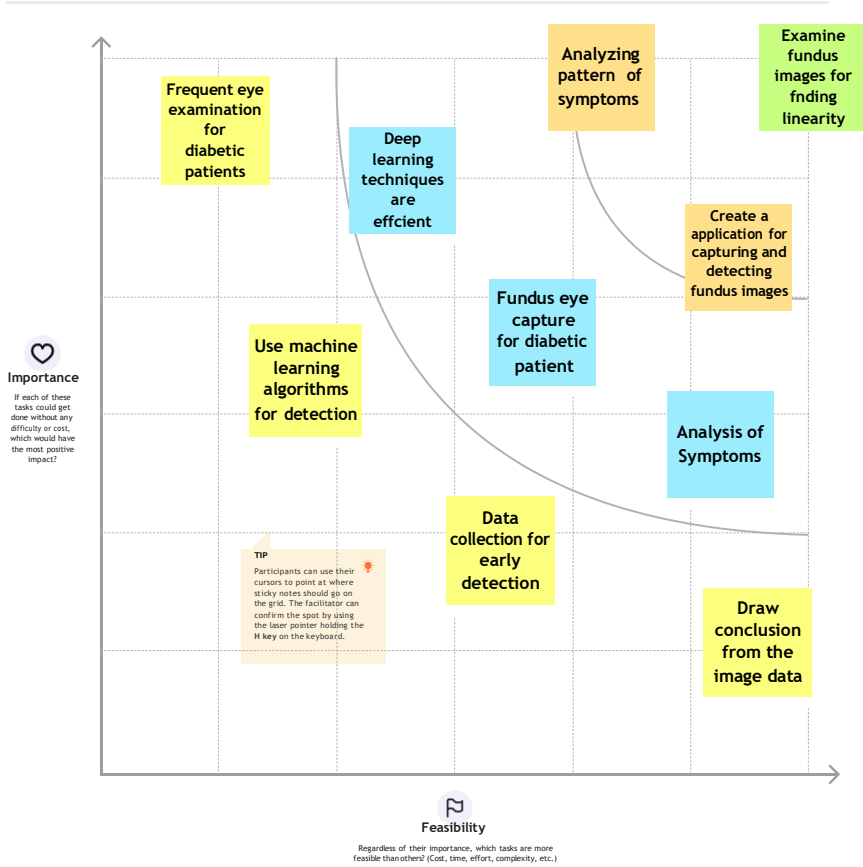 Frequent eye
examination
for
diabetic
patients
Deep
learning
techniques
are
effcient
Analyzing
pattern of
symptoms
Examine
fundus
images for
fnding
linearity
Create a
application for
capturing and
detecting
fundus images
Fundus eye
capture
for diabetic
patient
Use machine
learning
algorithms
for detection
Analysis of
Symptoms
Importance
If each of these
tasks could get
done without any
difficulty or cost,
which would have
the most positive
impact?
Data
collection for
early
detection
TIP
Participants can use their
cursors to point at where
sticky notes should go on
the grid. The facilitator can
confirm the spot by using
the laser pointer holding the
H key on the keyboard.
Draw
conclusion
from the
image data
Feasibility
Regardless of their importance, which tasks are more
feasible than others? (Cost, time, effort, complexity, etc.)